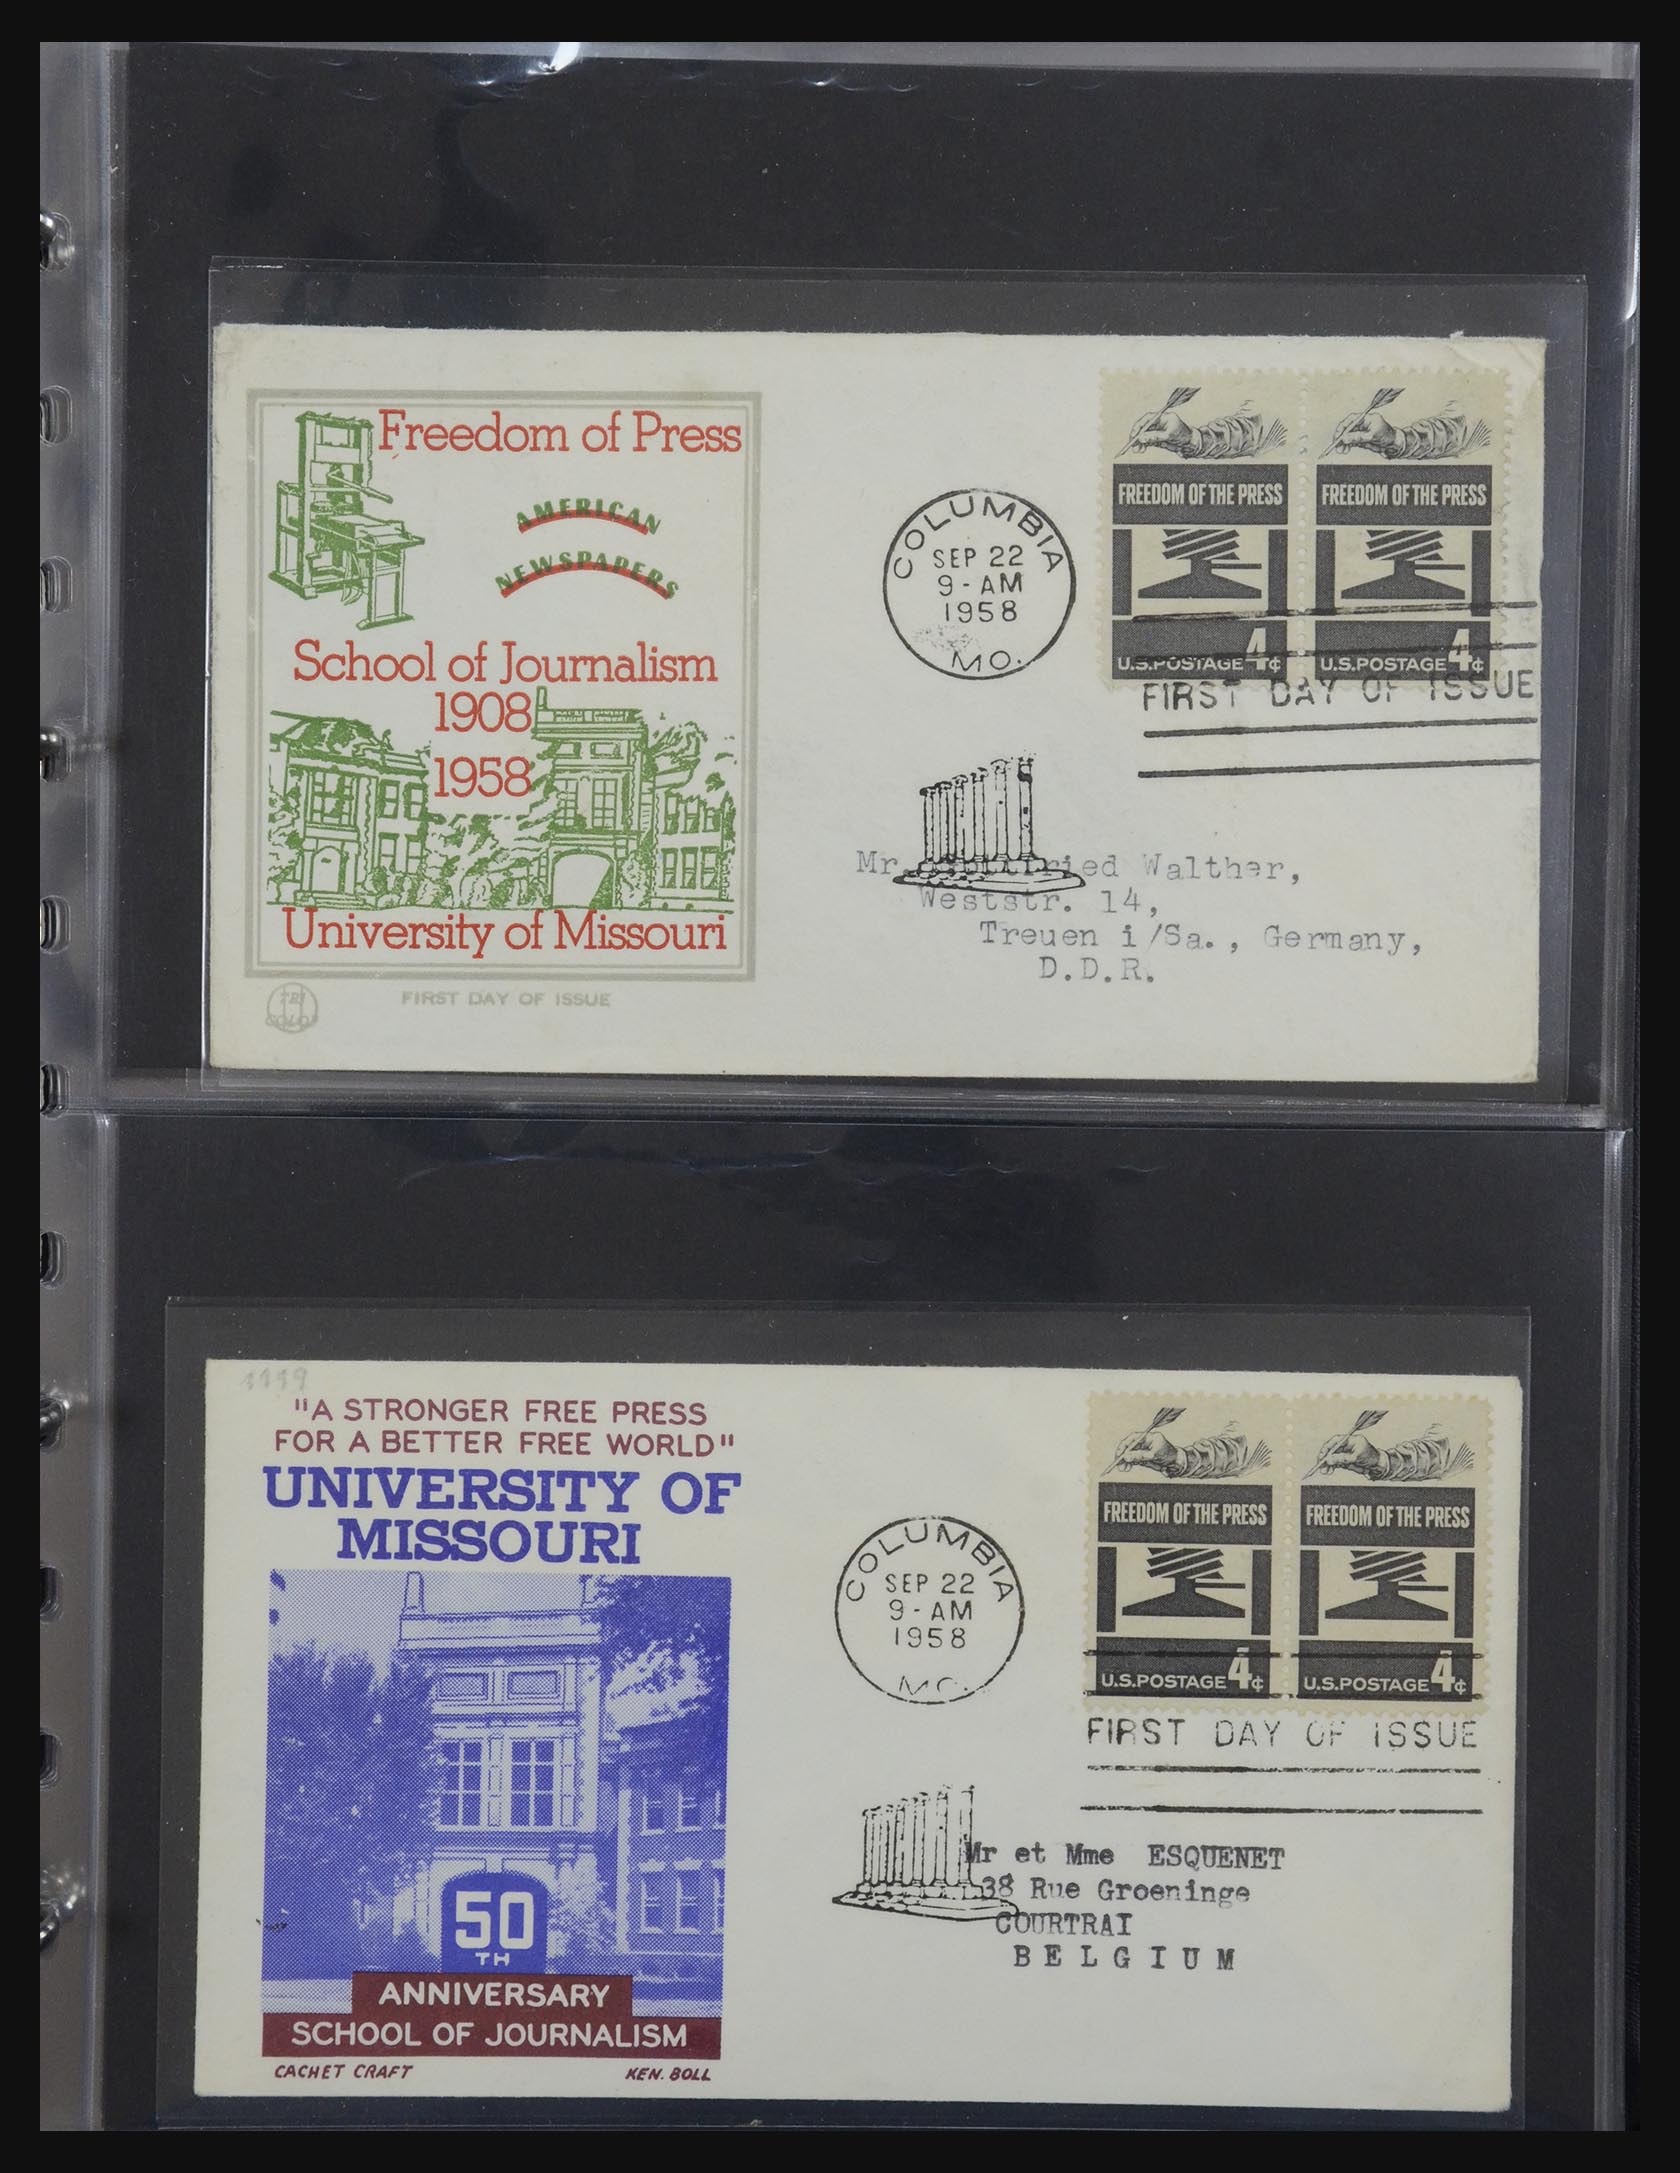 Freedom of Press
AMERICAN
NEWSPAPERS
School of Journalism
1908
1958
University of Missouri
TRI
COLOR
FIRST DAY OF ISSUE
COLUMBIA
SEP 22
9-AM
1958
MO.
FREEDOM OF THE PRESS
U.S.POSTAGE 4¢
FREEDOM OF THE PRESS
U.S.POSTAGE 4¢
FIRST DAY OF ISSUE
Mr. Walther,
Weststr. 14,
Treuen i/Sa., Germany,
D.D.R.
"A STRONGER FREE PRESS
FOR A BETTER FREE WORLD"
UNIVERSITY OF
MISSOURI
50
TH
ANNIVERSARY
SCHOOL OF JOURNALISM
CACHET CRAFT KEN. BOLL
COLUMBIA
SEP 22
9-AM
1958
MO.
FREEDOM OF THE PRESS
U.S.POSTAGE 4¢
FREEDOM OF THE PRESS
U.S.POSTAGE 4¢
FIRST DAY OF ISSUE
Mr et Mme ESQUENET
38 Rue Groeninge
COURTRAI
BELGIUM